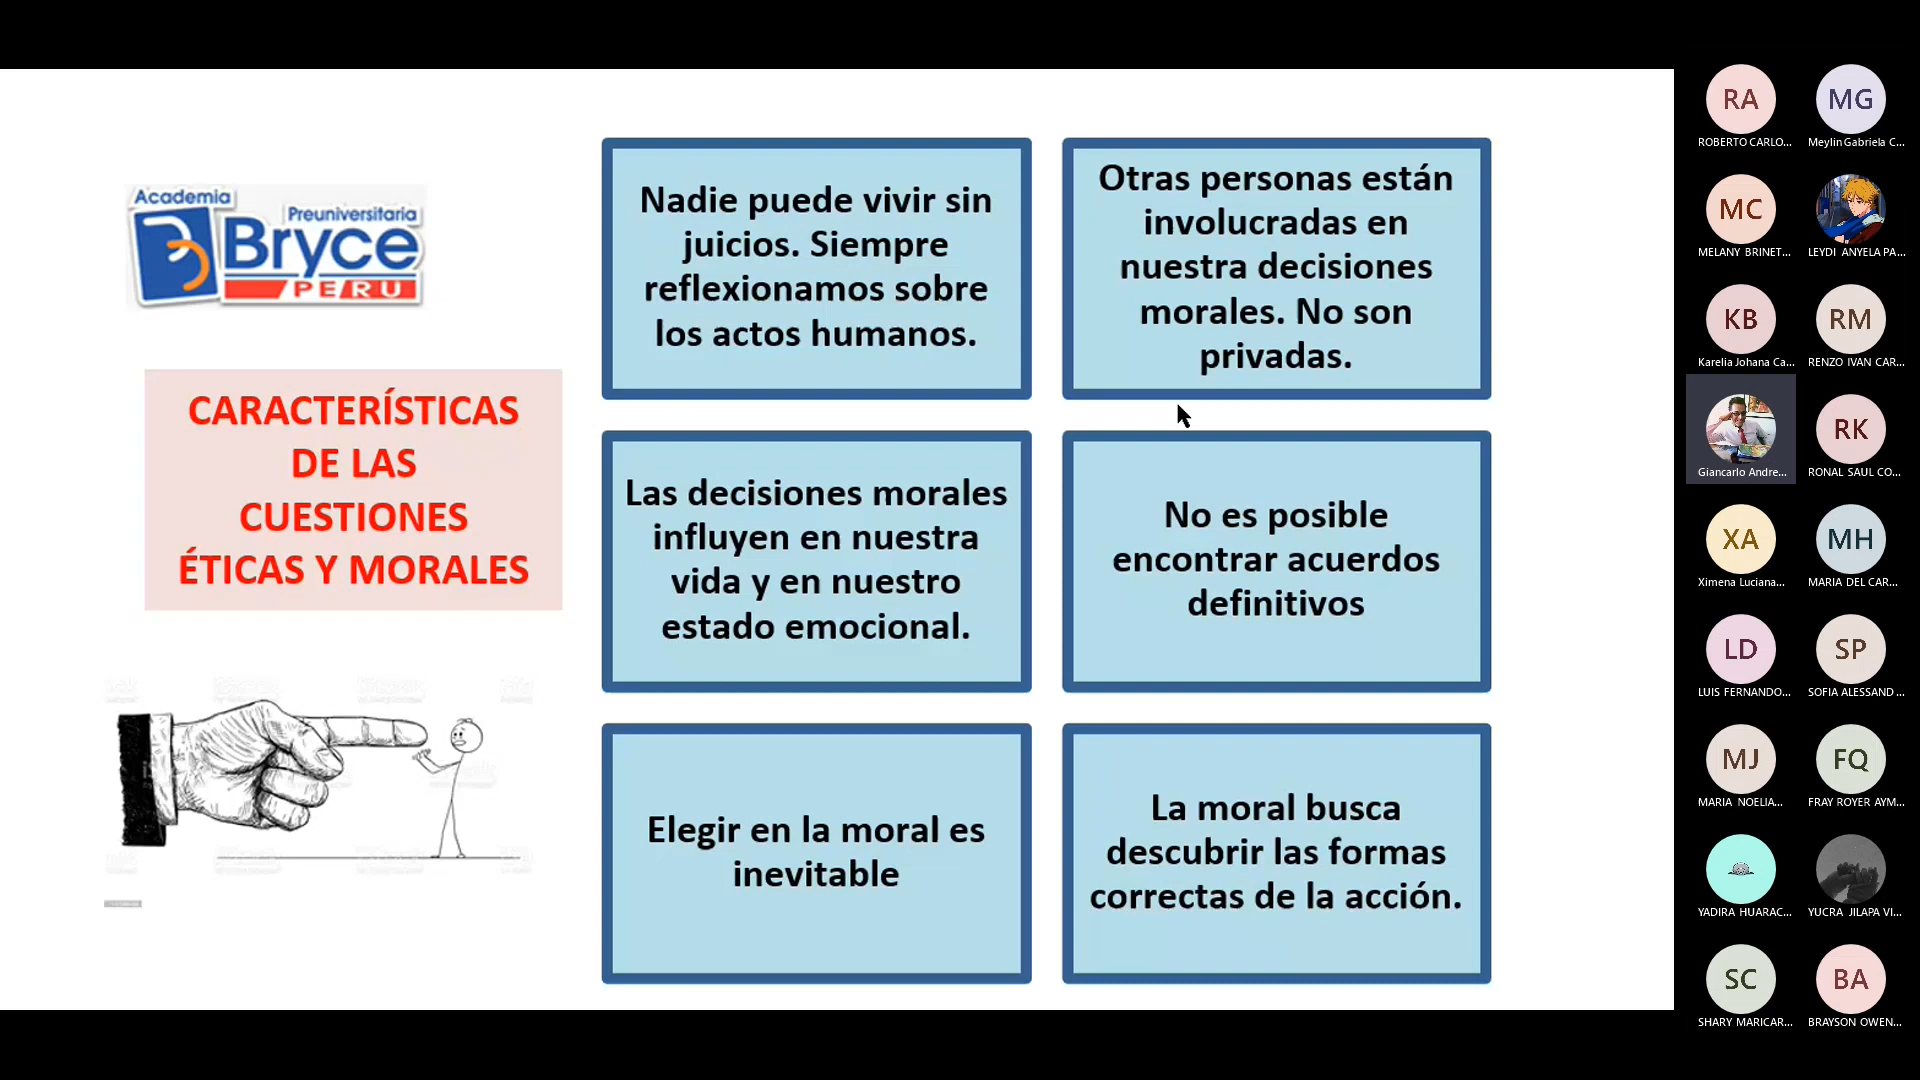 Academia
Preuniversitaria
Bryce
PERU
CARACTERÍSTICAS
DE LAS
CUESTIONES
ÉTICAS Y MORALES
Nadie puede vivir sin
juicios. Siempre
reflexionamos sobre
los actos humanos.
Otras personas están
involucradas en
nuestra decisiones
morales. No son
privadas.
Las decisiones morales
influyen en nuestra
vida y en nuestro
estado emocional.
No es posible
encontrar acuerdos
definitivos
Elegir en la moral es
inevitable
La moral busca
descubrir las formas
correctas de la acción.
RA
ROBERTO CARLO...
MG
Meylin Gabriela C...
MC
MELANY BRINET...
LEYDI ANYELA PA...
KB
Karelia Johana Ca...
RM
RENZO IVAN CAR...
Giancarlo Andre...
RK
RONAL SAUL CO...
XA
Ximena Luciana...
MH
MARIA DEL CAR...
LD
LUIS FERNANDO...
SP
SOFIA ALESSAND...
MJ
MARIA NOELIA...
FQ
FRAY ROYER AYM...
YADIRA HUARAC...
YUCRA JILAPA VI...
SC
SHARY MARICAR...
BA
BRAYSON OWEN...